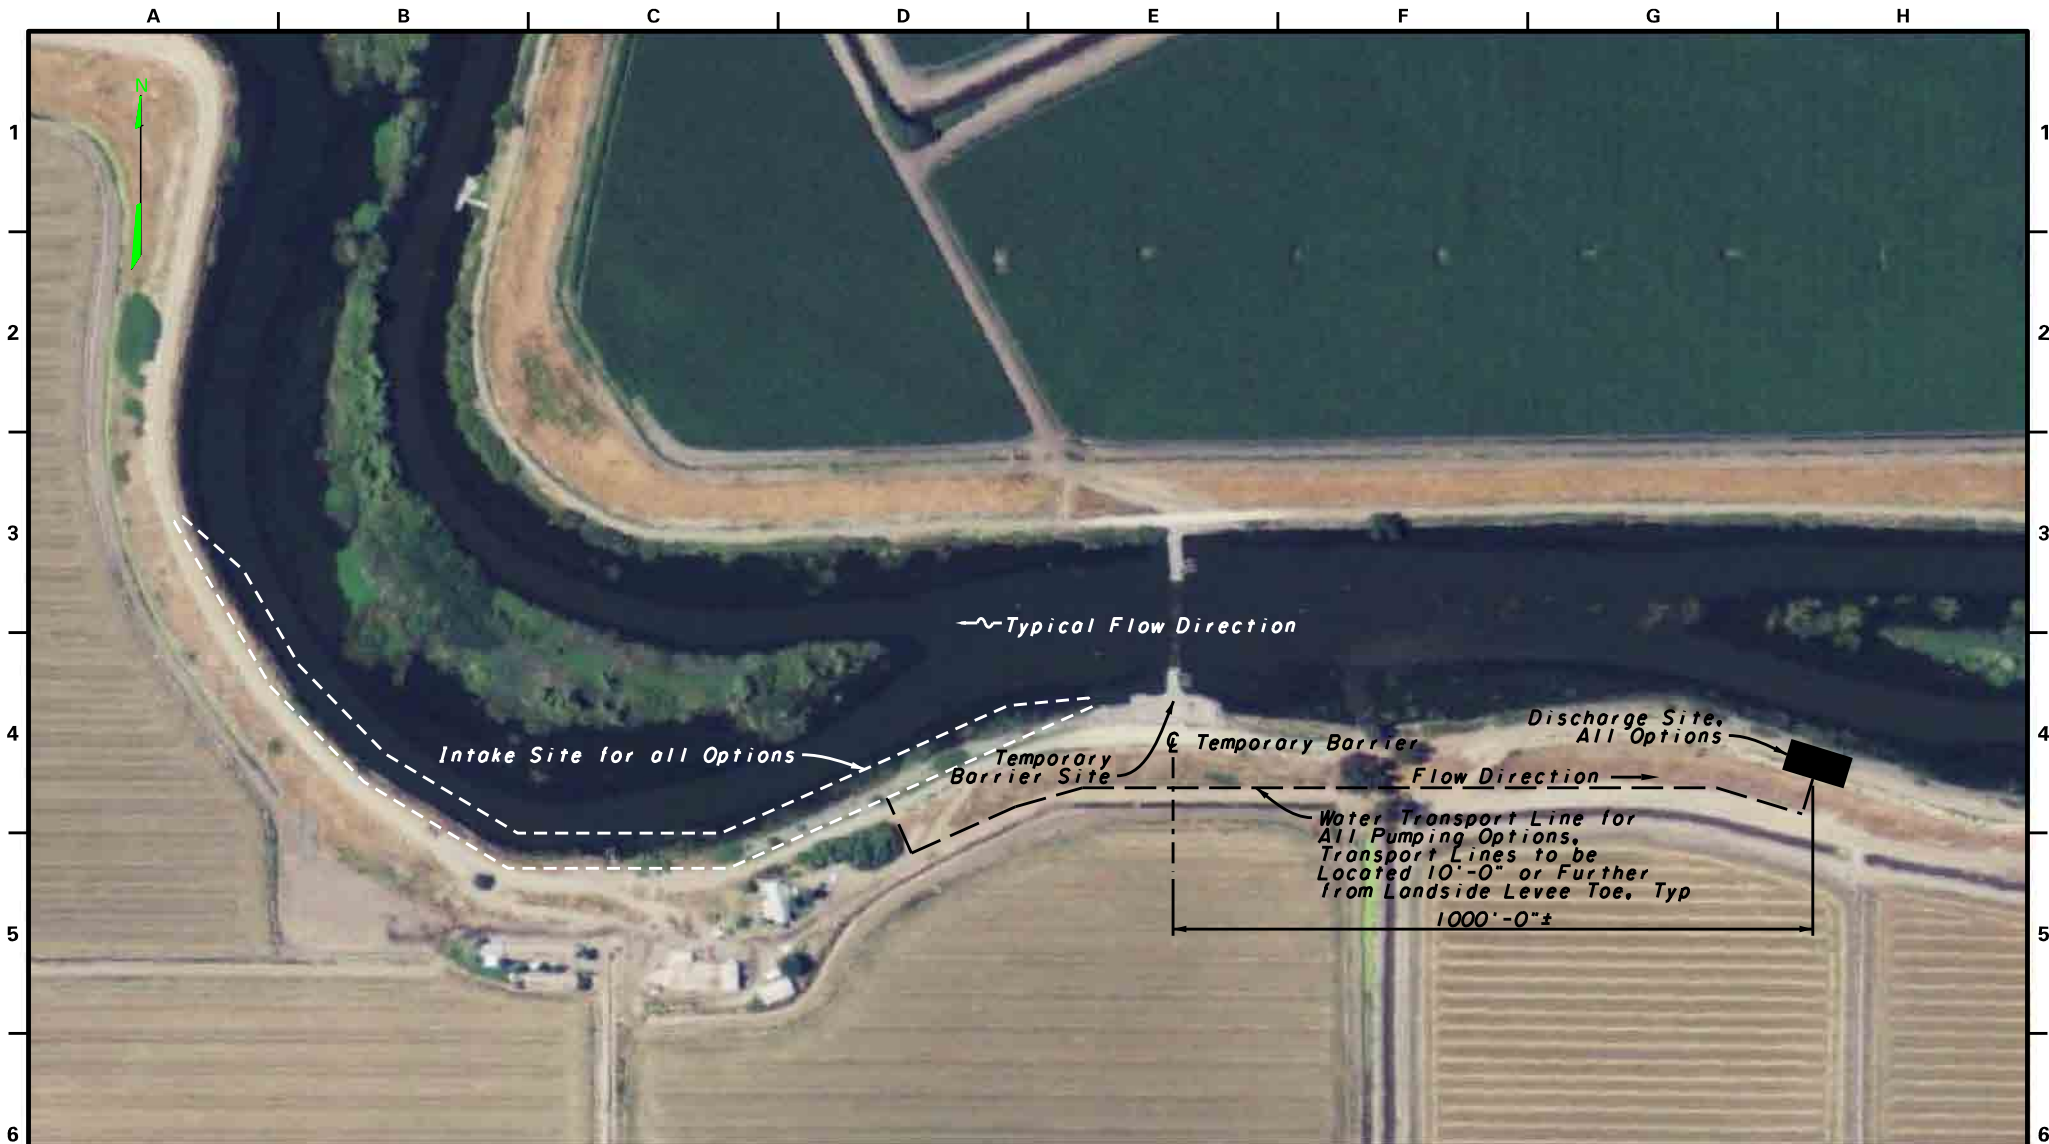 A B C D E F G H
N
1 1
2 2
3 3
Typical Flow Direction
4 4
Intake Site for all Options
Temporary
Barrier Site
℄ Temporary Barrier
Discharge Site,
All Options
Flow Direction
Water Transport Line for
All Pumping Options,
Transport Lines to be
Located 10'-0" or Further
from Landside Levee Toe, Typ
1000'-0"±
5 5
6 6